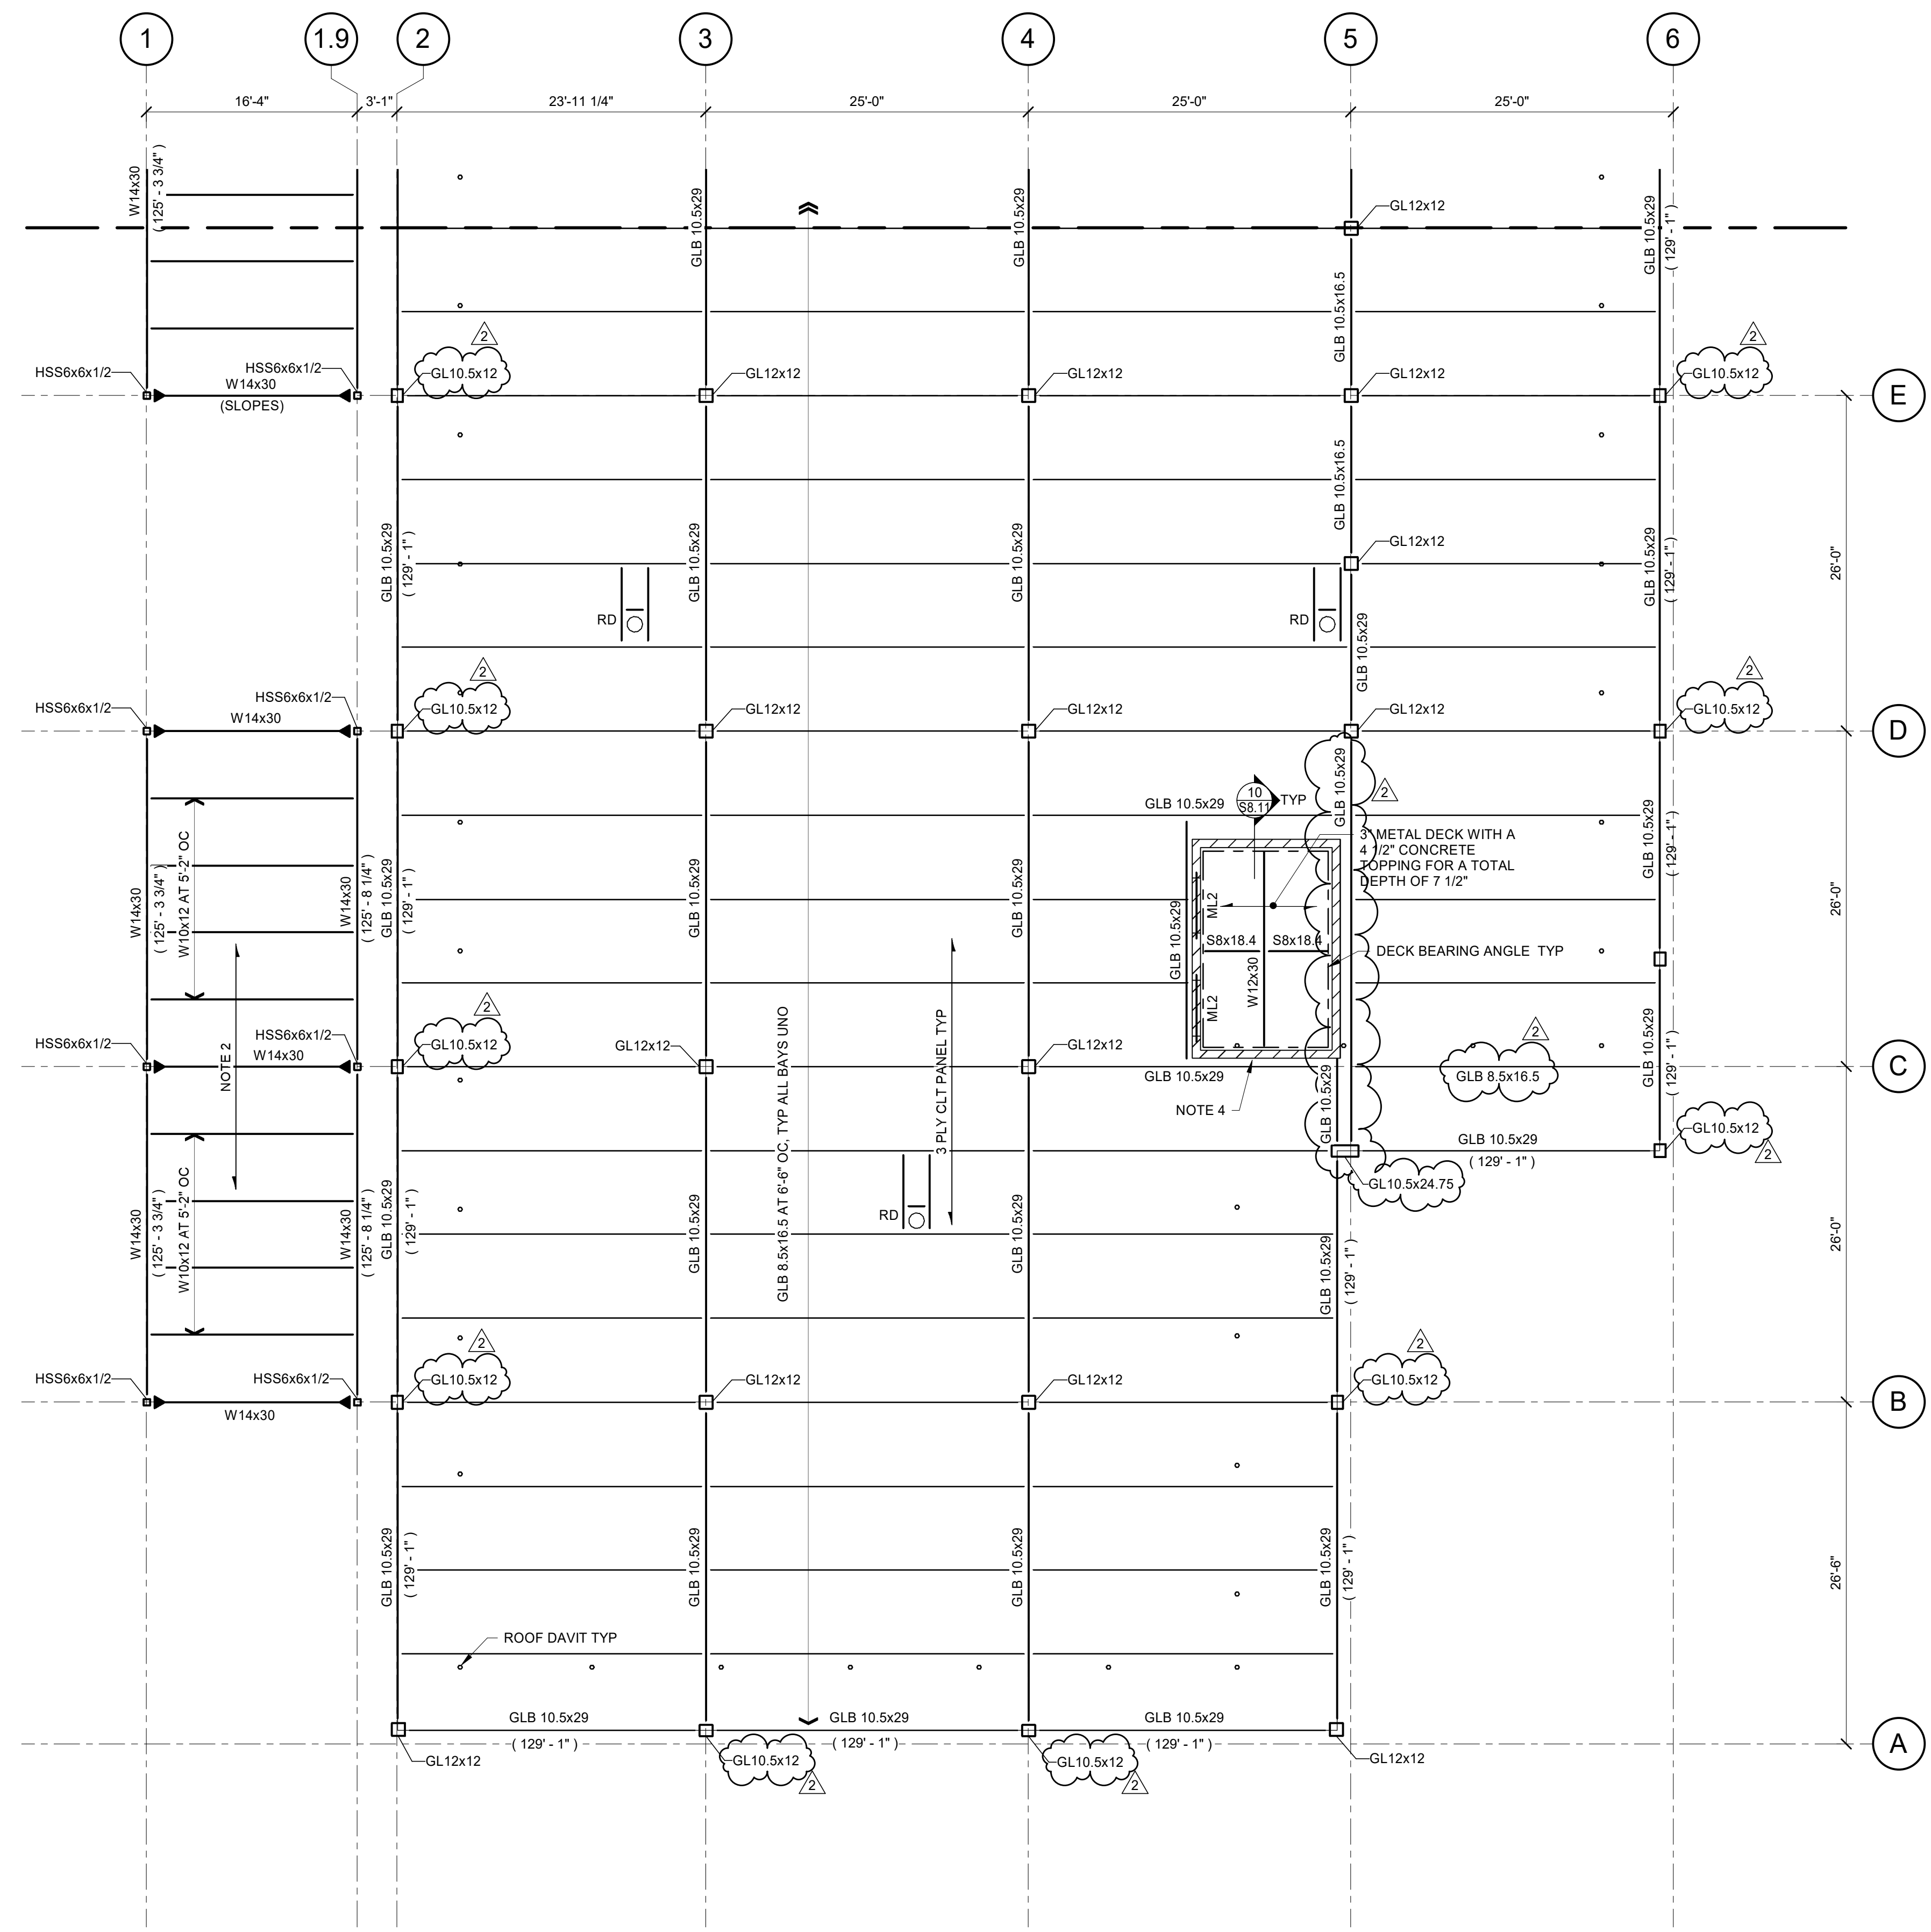 1
1.9
2
3
4
5
6
16'-4"
3'-1"
23'-11 1/4"
25'-0"
25'-0"
25'-0"
W14x30
( 125' - 3 3/4" )
GLB 10.5x29
GLB 10.5x29
GL12x12
GLB 10.5x29
( 129' - 1" )
GLB 10.5x16.5
2
2
HSS6x6x1/2
HSS6x6x1/2
W14x30
(SLOPES)
GL10.5x12
GL12x12
GL12x12
GL12x12
GL10.5x12
E
GLB 10.5x16.5
GLB 10.5x29
( 129' - 1" )
GLB 10.5x29
GLB 10.5x29
GL12x12
GLB 10.5x29
( 129' - 1" )
26'-0"
RD
RD
GLB 10.5x29
2
2
HSS6x6x1/2
HSS6x6x1/2
W14x30
GL10.5x12
GL12x12
GL12x12
GL12x12
GL10.5x12
D
GLB 10.5x29
2
10
S8.11
TYP
GLB 10.5x29
3" METAL DECK WITH A
4 1/2" CONCRETE
TOPPING FOR A TOTAL
DEPTH OF 7 1/2"
W14x30
( 125' - 3 3/4" )
W10x12 AT 5'-2" OC
W14x30
( 125' - 8 1/4" )
GLB 10.5x29
( 129' - 1" )
GLB 10.5x29
GLB 10.5x29
GLB 10.5x29
ML2
S8x18.4
S8x18.4
W12x30
ML2
DECK BEARING ANGLE TYP
GLB 10.5x29
( 129' - 1" )
26'-0"
NOTE 2
2
2
HSS6x6x1/2
HSS6x6x1/2
W14x30
GL10.5x12
GL12x12
GL12x12
GLB 10.5x29
NOTE 4
GLB 10.5x29
GLB 8.5x16.5
GLB 10.5x29
( 129' - 1" )
C
GL10.5x12
2
GLB 10.5x29
( 129' - 1" )
GL10.5x24.75
GLB 8.5x16.5 AT 6'-6" OC, TYP ALL BAYS UNO
3 PLY CLT PANEL TYP
W14x30
( 125' - 3 3/4" )
W10x12 AT 5'-2" OC
W14x30
( 125' - 8 1/4" )
GLB 10.5x29
( 129' - 1" )
GLB 10.5x29
RD
GLB 10.5x29
GLB 10.5x29
( 129' - 1" )
26'-0"
2
2
HSS6x6x1/2
HSS6x6x1/2
W14x30
GL10.5x12
GL12x12
GL12x12
GL10.5x12
B
GLB 10.5x29
( 129' - 1" )
GLB 10.5x29
GLB 10.5x29
GLB 10.5x29
( 129' - 1" )
26'-6"
ROOF DAVIT TYP
GLB 10.5x29
( 129' - 1" )
GLB 10.5x29
( 129' - 1" )
GLB 10.5x29
( 129' - 1" )
A
GL12x12
GL10.5x12
2
GL10.5x12
2
GL12x12